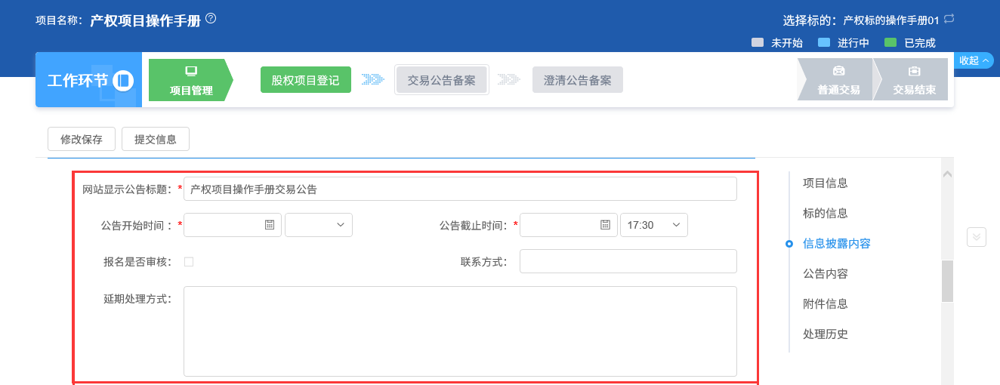 项目名称： 产权项目操作手册
选择标的：产权标的操作手册01
未开始 进行中 已完成
收起
工作环节
项目管理
股权项目登记
交易公告备案
澄清公告备案
普通交易
交易结束
修改保存 提交信息
网站显示公告标题：* 产权项目操作手册交易公告
公告开始时间：* 公告截止时间：* 17:30
报名是否审核： 联系方式：
延期处理方式：
项目信息
标的信息
信息披露内容
公告内容
附件信息
处理历史